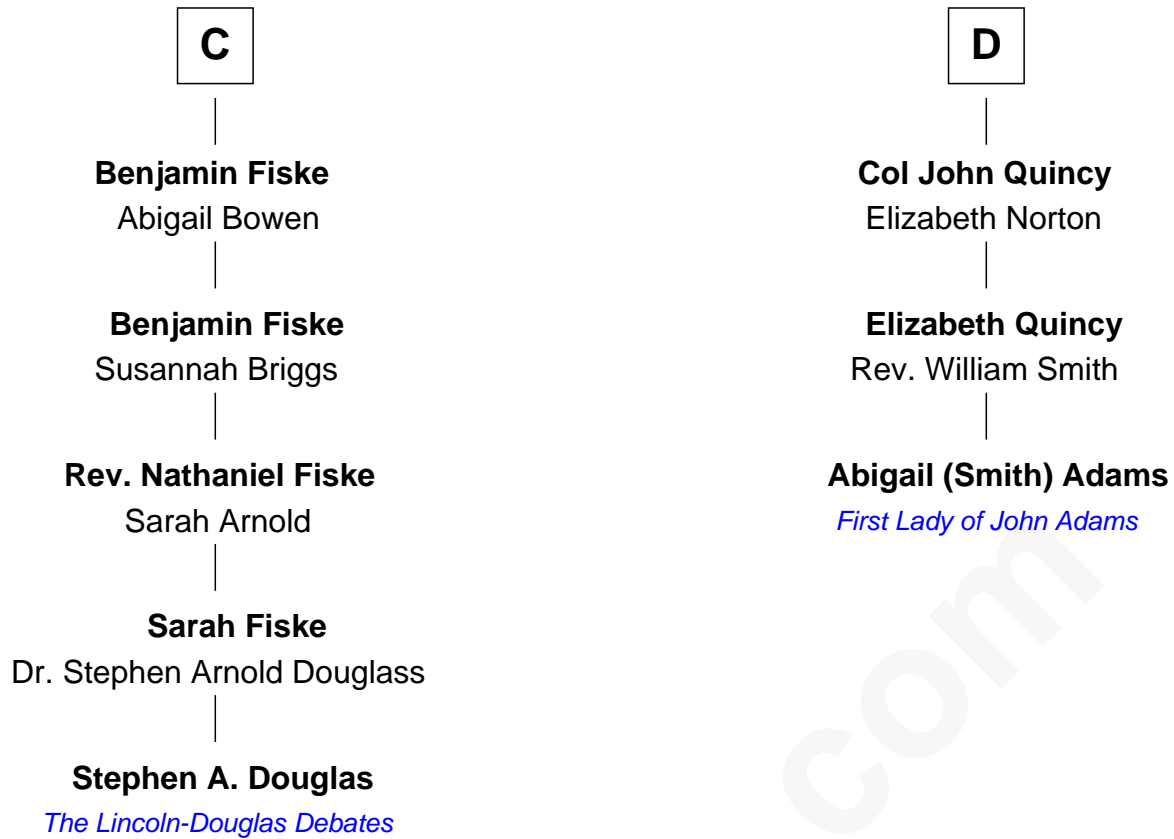 C
Benjamin Fiske
Abigail Bowen
Benjamin Fiske
Susannah Briggs
Rev. Nathaniel Fiske
Sarah Arnold
Sarah Fiske
Dr. Stephen Arnold Douglass
Stephen A. Douglas
The Lincoln-Douglas Debates
D
Col John Quincy
Elizabeth Norton
Elizabeth Quincy
Rev. William Smith
Abigail (Smith) Adams
First Lady of John Adams
com